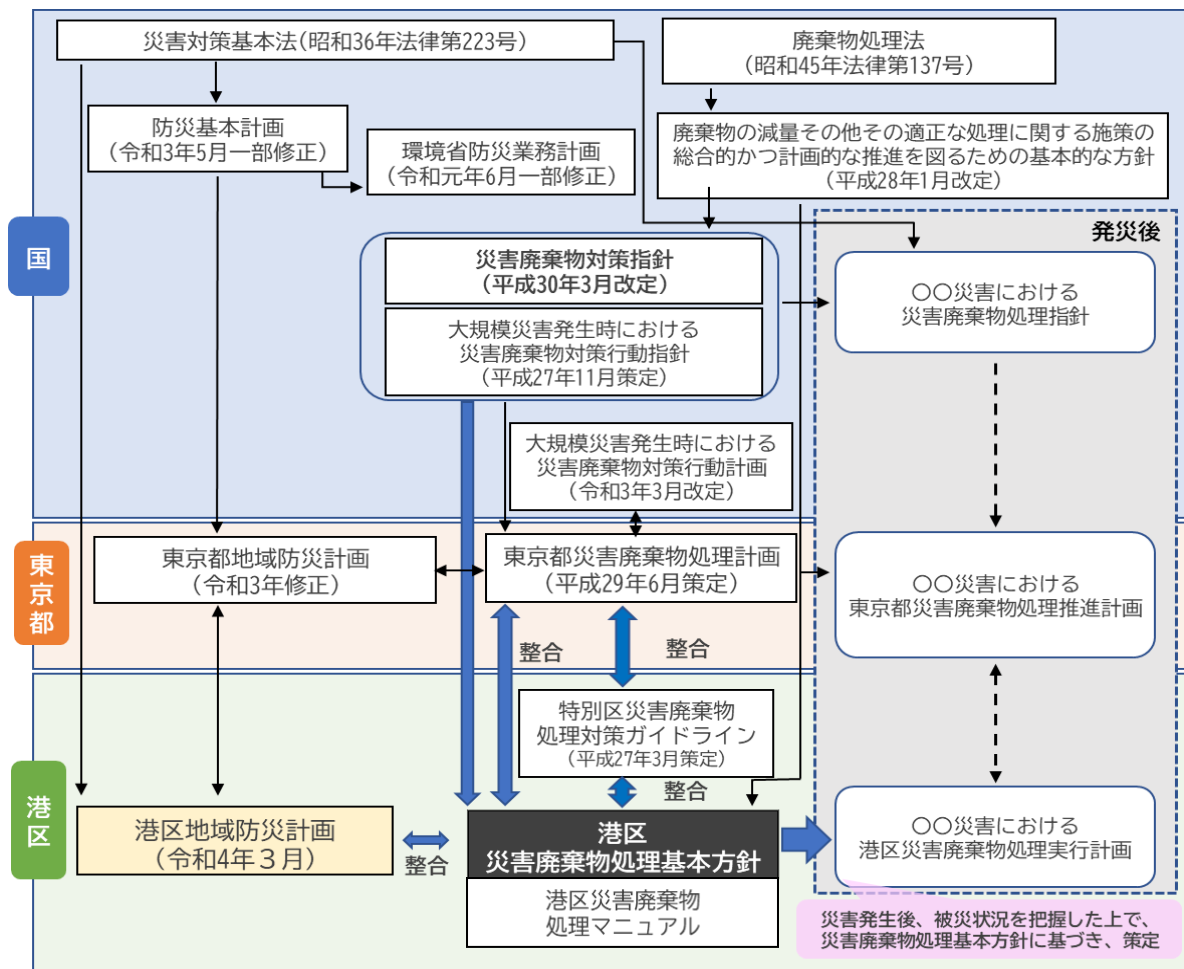 災害対策基本法(昭和36年法律第223号)
廃棄物処理法
(昭和45年法律第137号)
防災基本計画
(令和3年5月一部修正)
環境省防災業務計画
(令和元年6月一部修正)
廃棄物の減量その他その適正な処理に関する施策の
総合的かつ計画的な推進を図るための基本的な方針
(平成28年1月改定)
国
発災後
災害廃棄物対策指針
(平成30年3月改定)
大規模災害発生時における
災害廃棄物対策行動指針
(平成27年11月策定)
〇〇災害における
災害廃棄物処理指針
大規模災害発生時における
災害廃棄物対策行動計画
(令和3年3月改定)
東京都
東京都地域防災計画
(令和3年修正)
東京都災害廃棄物処理計画
(平成29年6月策定)
〇〇災害における
東京都災害廃棄物処理推進計画
整合
整合
特別区災害廃棄物
処理対策ガイドライン
(平成27年3月策定)
整合
港区
港区地域防災計画
(令和4年3月)
整合
港区
災害廃棄物処理基本方針
港区災害廃棄物
処理マニュアル
〇〇災害における
港区災害廃棄物処理実行計画
災害発生後、被災状況を把握した上で、
災害廃棄物処理基本方針に基づき、策定